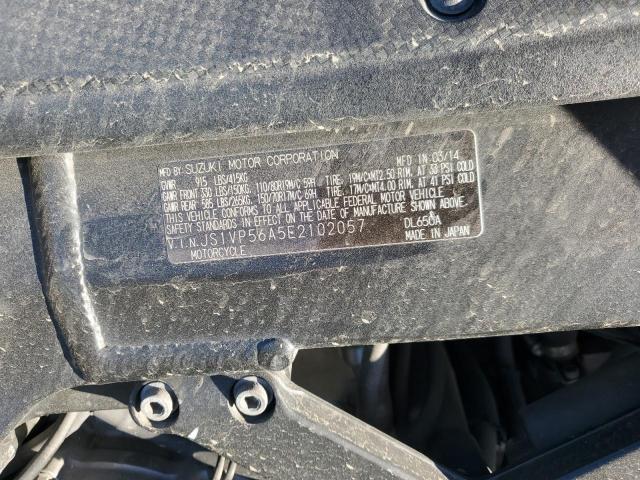 MFD BY SUZUKI MOTOR CORPORATION MFD IN 03/14
GVWR 915 LBS/415KG
GAWR FRONT 330 LBS/150KG 110/80R19M/C 59H TIRE, 19M/C×MT2.50 RIM, AT 33 PSI COLD
GAWR REAR 585 LBS/265KG 150/70R17M/C 69H TIRE, 17M/C×MT4.00 RIM, AT 41 PSI COLD
THIS VEHICLE CONFORMS TO ALL APPLICABLE FEDERAL MOTOR VEHICLE
SAFETY STANDARDS IN EFFECT ON THE DATE OF MANUFACTURE SHOWN ABOVE.
V.I.N. JS1VP56A5E2102057 DL650A
MOTORCYCLE MADE IN JAPAN